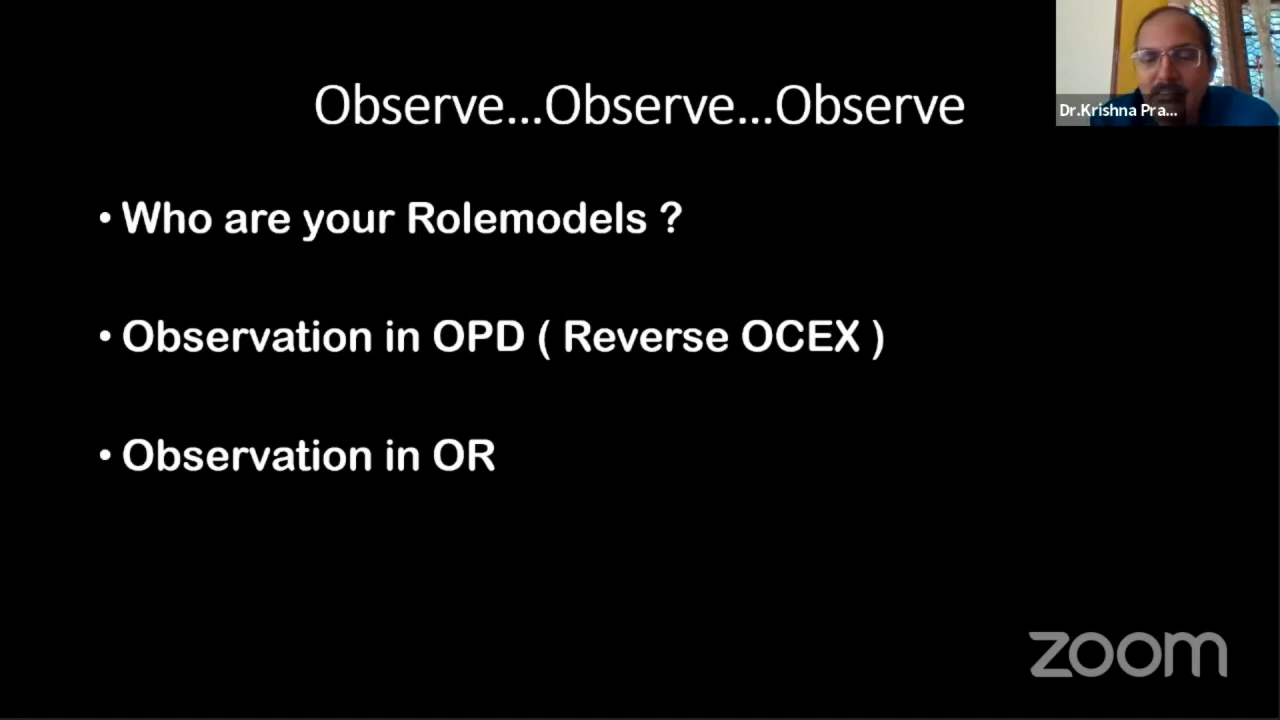 Observe...Observe...Observe
Dr.Krishna Pra...
• Who are your Rolemodels ?
• Observation in OPD ( Reverse OCEX )
• Observation in OR
zoom